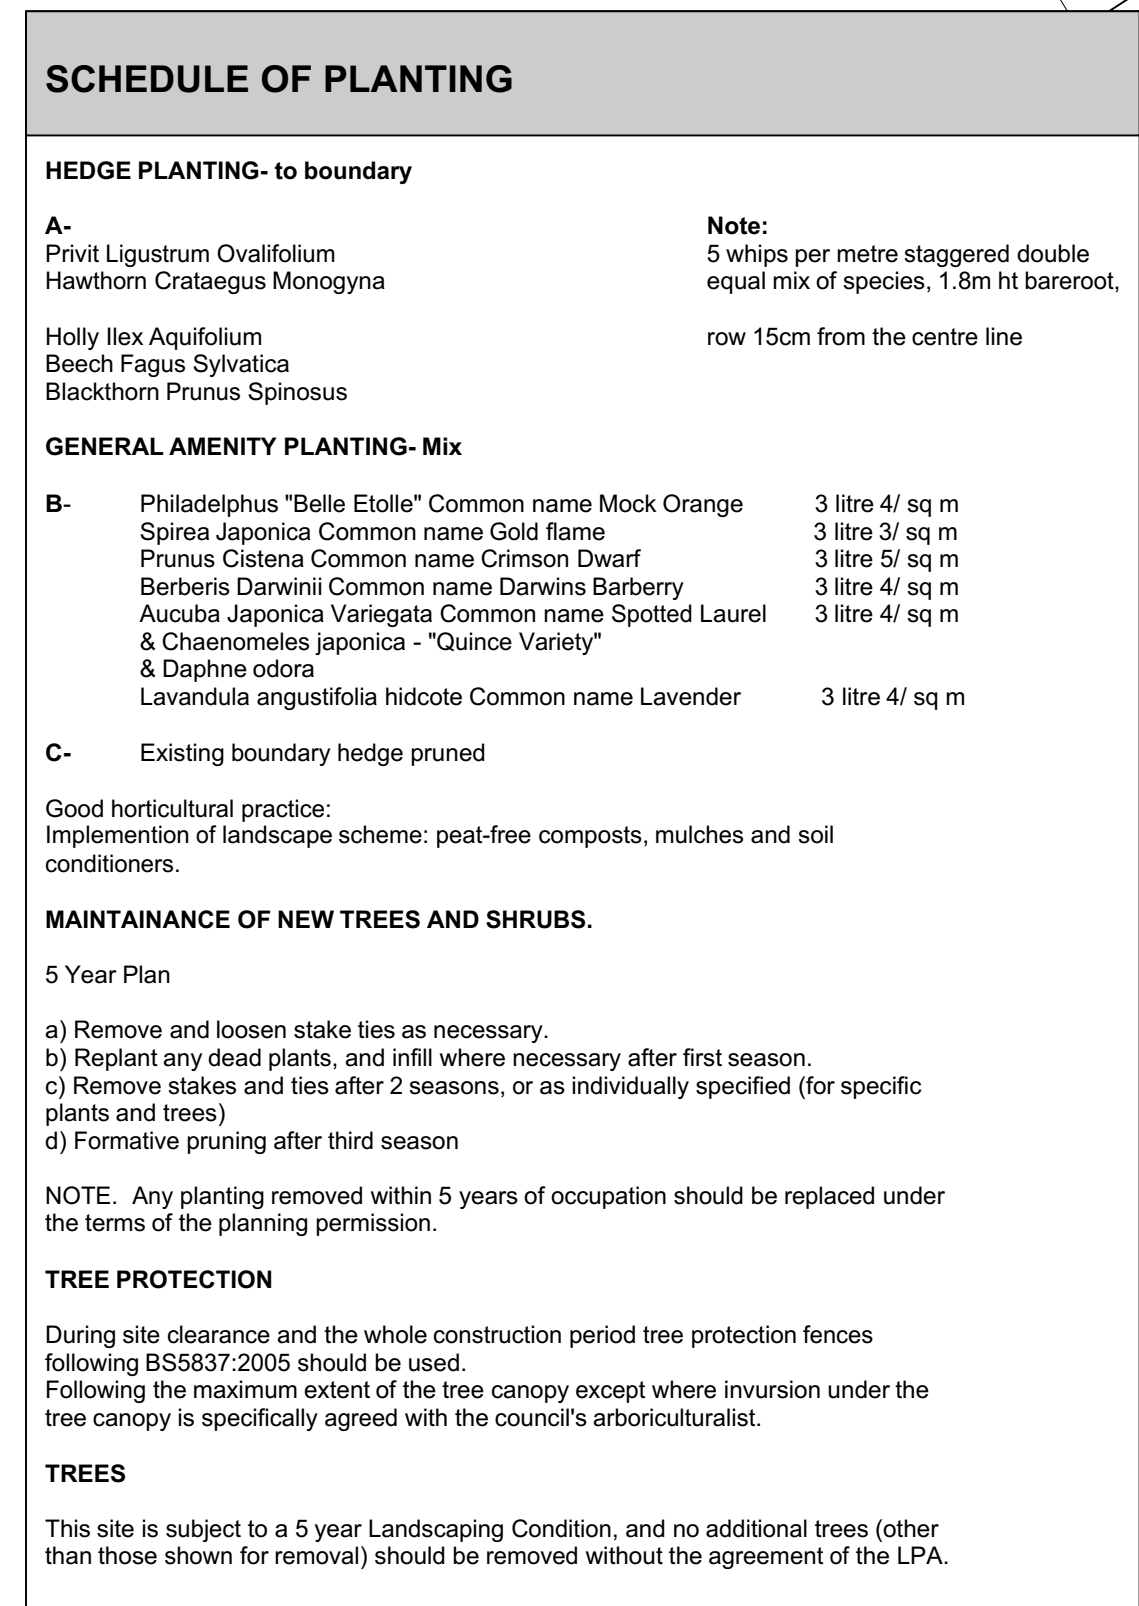 SCHEDULE OF PLANTING
HEDGE PLANTING- to boundary
A-
Privit Ligustrum Ovalifolium
Hawthorn Crataegus Monogyna
Holly Ilex Aquifolium
Beech Fagus Sylvatica
Blackthorn Prunus Spinosus
Note:
5 whips per metre staggered double
equal mix of species, 1.8m ht bareroot,
row 15cm from the centre line
GENERAL AMENITY PLANTING- Mix
B- Philadelphus "Belle Etolle" Common name Mock Orange 3 litre 4/ sq m
Spirea Japonica Common name Gold flame 3 litre 3/ sq m
Prunus Cistena Common name Crimson Dwarf 3 litre 5/ sq m
Berberis Darwinii Common name Darwins Barberry 3 litre 4/ sq m
Aucuba Japonica Variegata Common name Spotted Laurel 3 litre 4/ sq m
& Chaenomeles japonica - "Quince Variety"
& Daphne odora
Lavandula angustifolia hidcote Common name Lavender 3 litre 4/ sq m
C- Existing boundary hedge pruned
Good horticultural practice:
Implemention of landscape scheme: peat-free composts, mulches and soil
conditioners.
MAINTAINANCE OF NEW TREES AND SHRUBS.
5 Year Plan
a) Remove and loosen stake ties as necessary.
b) Replant any dead plants, and infill where necessary after first season.
c) Remove stakes and ties after 2 seasons, or as individually specified (for specific
plants and trees)
d) Formative pruning after third season
NOTE. Any planting removed within 5 years of occupation should be replaced under
the terms of the planning permission.
TREE PROTECTION
During site clearance and the whole construction period tree protection fences
following BS5837:2005 should be used.
Following the maximum extent of the tree canopy except where invursion under the
tree canopy is specifically agreed with the council's arboriculturalist.
TREES
This site is subject to a 5 year Landscaping Condition, and no additional trees (other
than those shown for removal) should be removed without the agreement of the LPA.